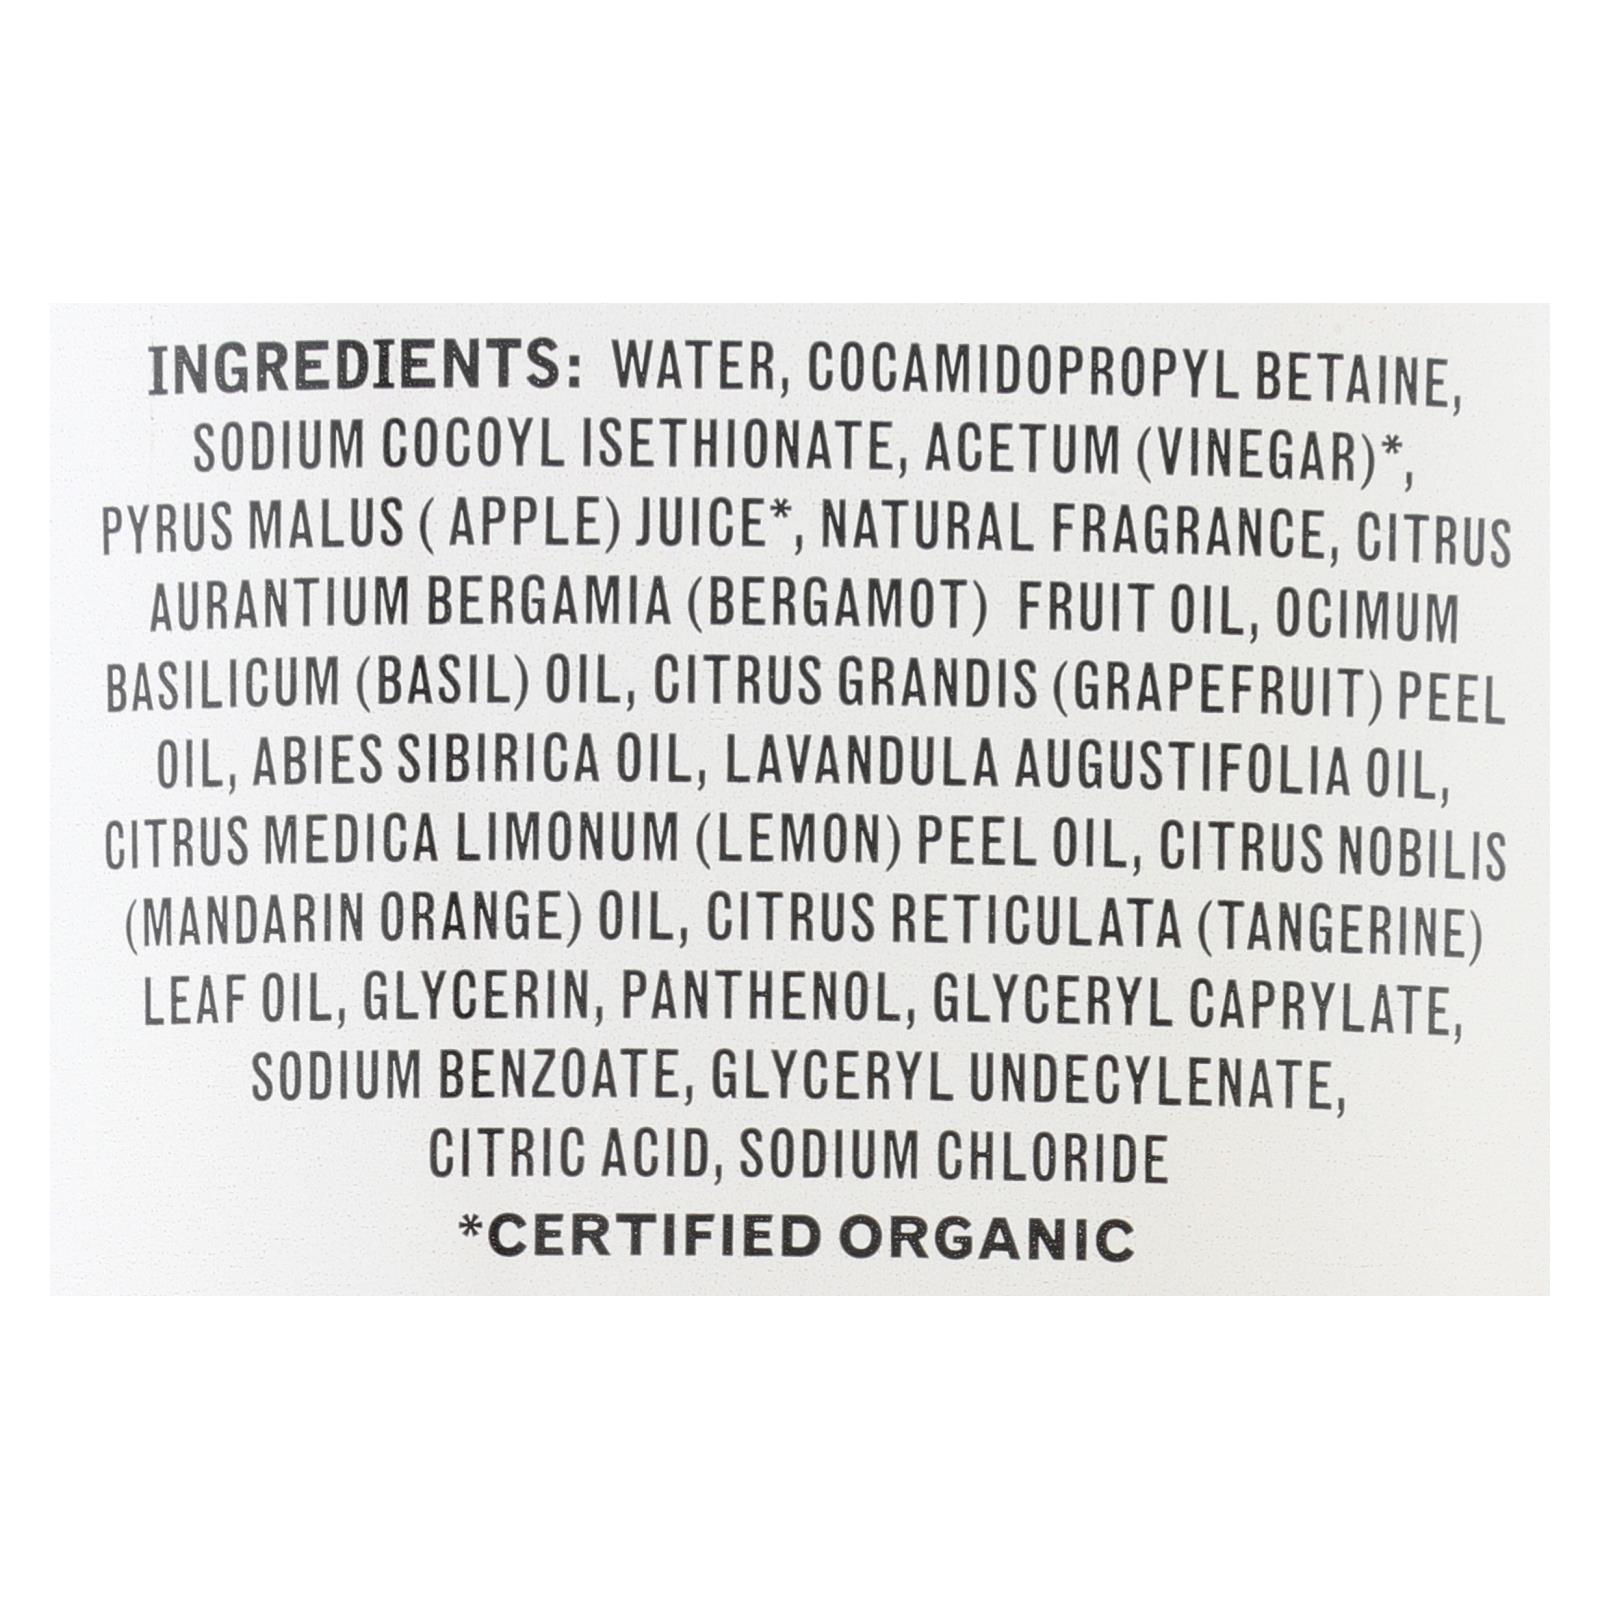 INGREDIENTS: WATER, COCAMIDOPROPYL BETAINE,
SODIUM COCOYL ISETHIONATE, ACETUM (VINEGAR)*,
PYRUS MALUS ( APPLE) JUICE*, NATURAL FRAGRANCE, CITRUS
AURANTIUM BERGAMIA (BERGAMOT) FRUIT OIL, OCIMUM
BASILICUM (BASIL) OIL, CITRUS GRANDIS (GRAPEFRUIT) PEEL
OIL, ABIES SIBIRICA OIL, LAVANDULA AUGUSTIFOLIA OIL,
CITRUS MEDICA LIMONUM (LEMON) PEEL OIL, CITRUS NOBILIS
(MANDARIN ORANGE) OIL, CITRUS RETICULATA (TANGERINE)
LEAF OIL, GLYCERIN, PANTHENOL, GLYCERYL CAPRYLATE,
SODIUM BENZOATE, GLYCERYL UNDECYLENATE,
CITRIC ACID, SODIUM CHLORIDE
*CERTIFIED ORGANIC